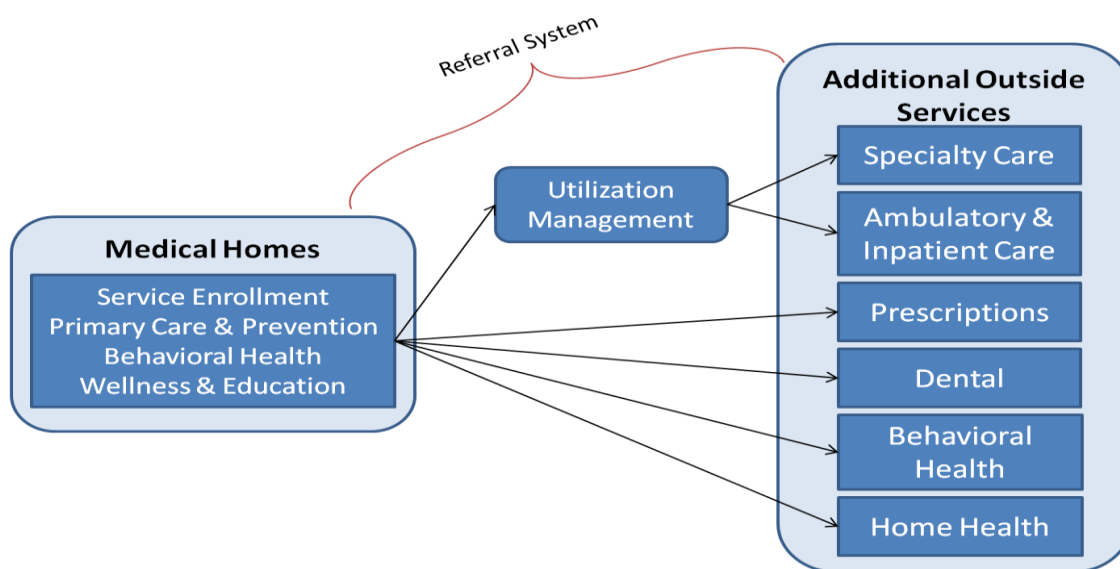 Referral System
Additional Outside
Services
Specialty Care
Utilization
Management
Ambulatory &
Inpatient Care
Medical Homes
Service Enrollment
Primary Care & Prevention
Behavioral Health
Wellness & Education
Prescriptions
Dental
Behavioral
Health
Home Health